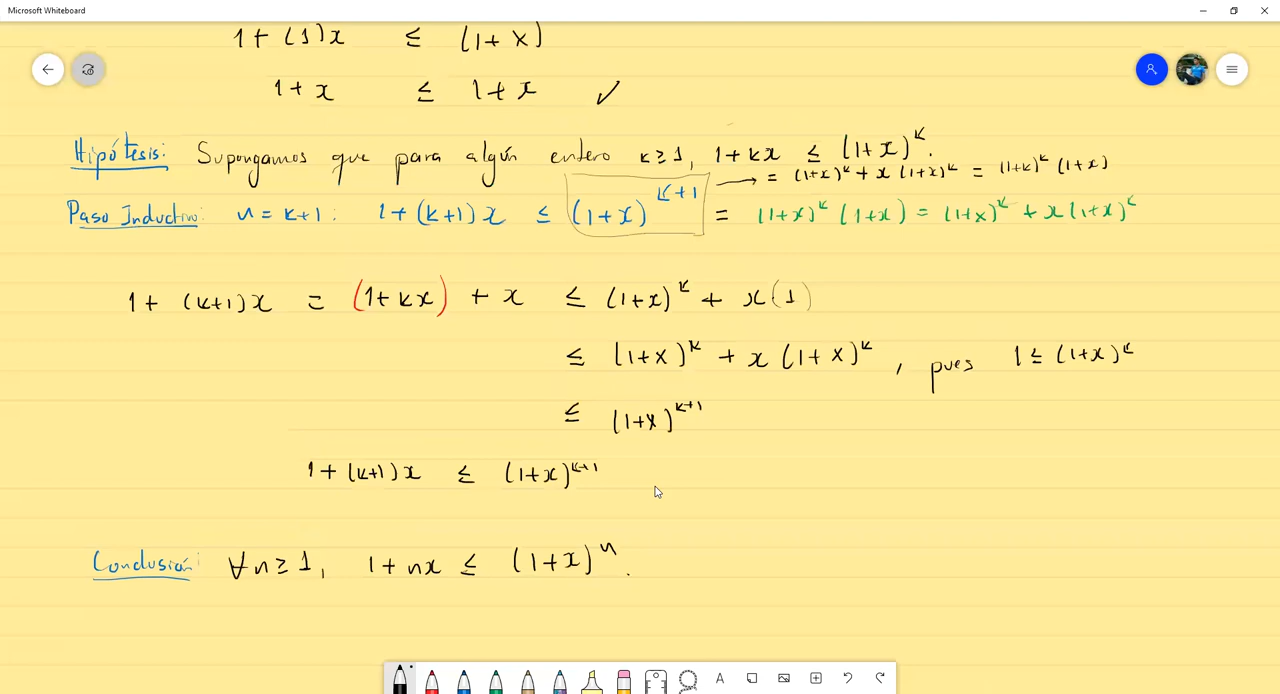 Microsoft Whiteboard
1 + (1)x ≤ (1 + x)
1 + x ≤ 1 + x ✓
Hipótesis: Supongamos que para algún entero k ≥ 1, 1 + kx ≤ (1+x)^k.
→ = (1+x)^k + x(1+x)^k = (1+x)^k (1+x)
Paso Inductivo: n = k+1: 1+(k+1)x ≤ (1+x)^{k+1} = (1+x)^k (1+x) = (1+x)^k + x(1+x)^k
1 + (k+1)x = (1+kx) + x ≤ (1+x)^k + x(1)
≤ (1+x)^k + x(1+x)^k, pues 1 ≤ (1+x)^k
≤ (1+x)^{k+1}
1+(k+1)x ≤ (1+x)^{k+1}
Conclusión: ∀n ≥ 1, 1 + nx ≤ (1+x)^n.
A